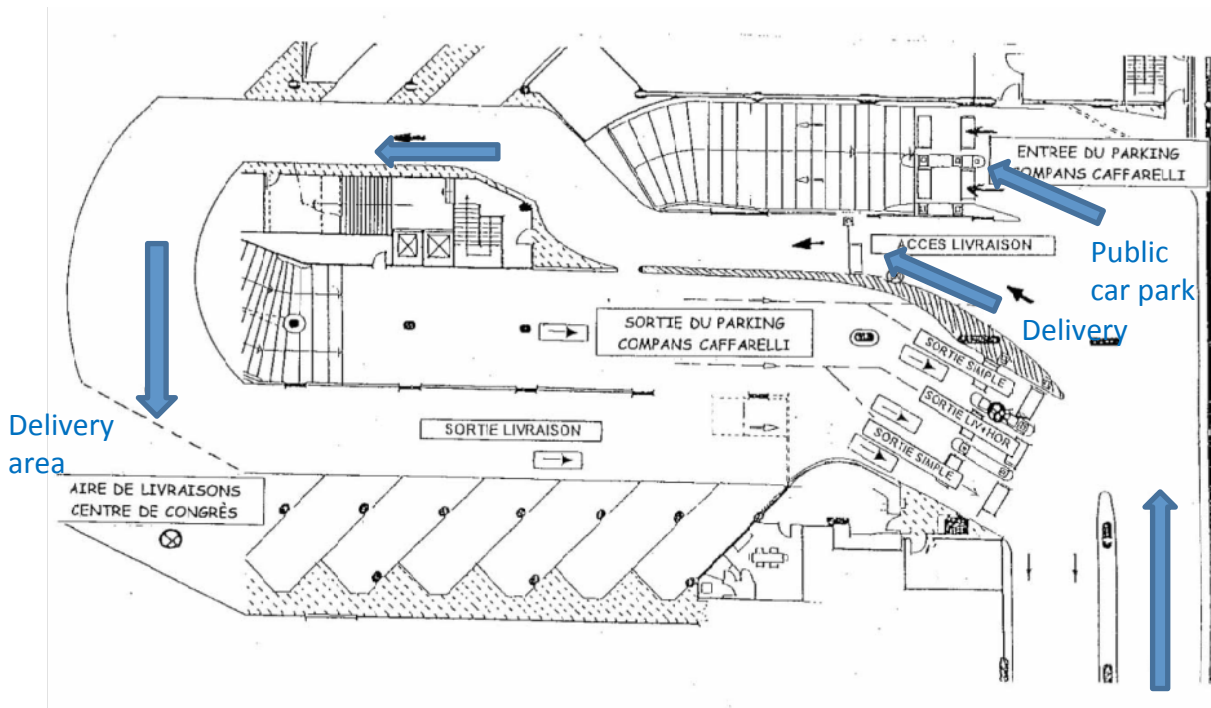 ENTREE DU PARKING
COMPANS CAFFARELLI
ACCES LIVRAISON
Public
car park
Delivery
SORTIE DU PARKING
COMPANS CAFFARELLI
SORTIE SIMPLE
SORTIE LIV+HOR
SORTIE SIMPLE
SORTIE LIVRAISON
Delivery
area
AIRE DE LIVRAISONS
CENTRE DE CONGRÈS